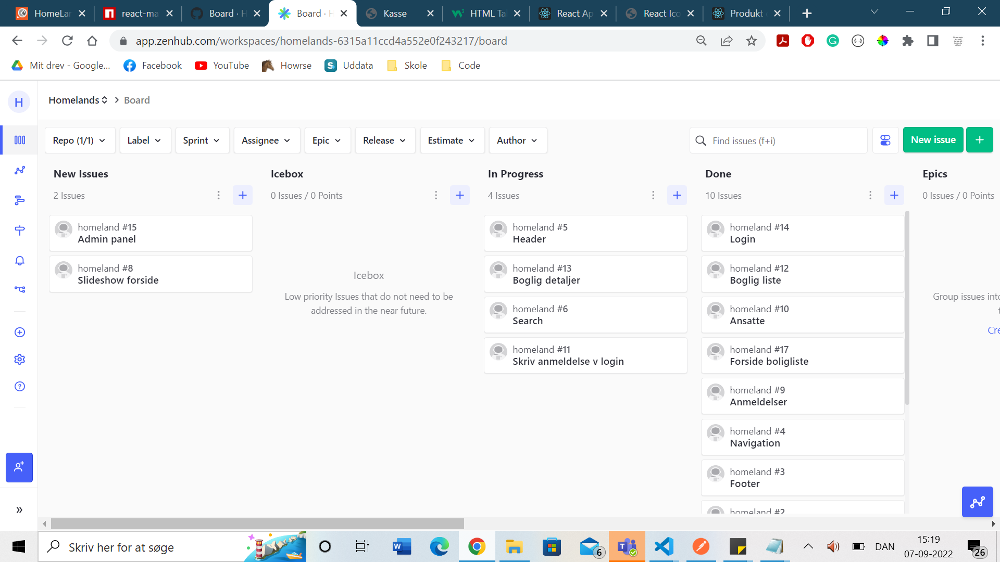 HomeLar
react-ma
Board · H
Board · H
Kasse
HTML Ta
React Ap
React Ico
Produkt
app.zenhub.com/workspaces/homelands-6315a11ccd4a552e0f243217/board
Mit drev - Google...
Facebook
YouTube
Howrse
Uddata
Skole
Code
H
Homelands > Board
Repo (1/1)
Label
Sprint
Assignee
Epic
Release
Estimate
Author
Find issues (f+i)
New issue
+
New Issues
2 Issues
homeland #15
Admin panel
homeland #8
Slideshow forside
Icebox
0 Issues / 0 Points
Icebox
Low priority Issues that do not need to be
addressed in the near future.
In Progress
4 Issues
homeland #5
Header
homeland #13
Boglig detaljer
homeland #6
Search
homeland #11
Skriv anmeldelse v login
Done
10 Issues
homeland #14
Login
homeland #12
Boglig liste
homeland #10
Ansatte
homeland #17
Forside boligliste
homeland #9
Anmeldelser
homeland #4
Navigation
homeland #3
Footer
homeland #2
Epics
0 Issues / 0 Points
Group issues into
t
Cre
Skriv her for at søge
6
DAN
15:19
07-09-2022
26